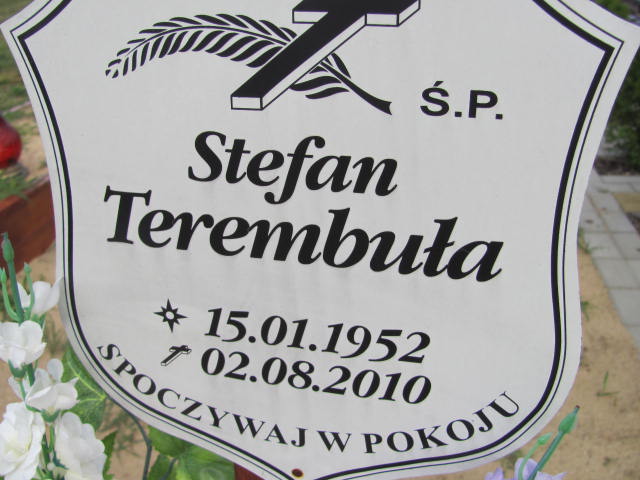 Ś.P.
Stefan
Terembuła
15.01.1952
02.08.2010
SPOCZYWAJ W POKOJU